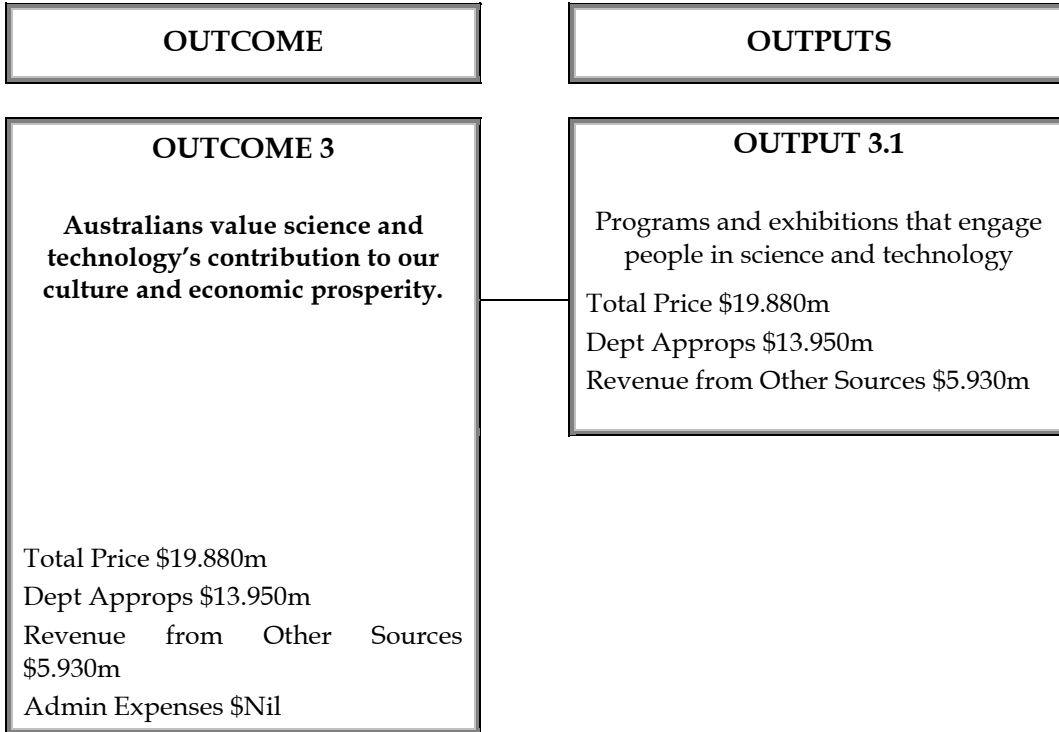 OUTCOME
OUTPUTS
OUTCOME 3
Australians value science and
technology’s contribution to our
culture and economic prosperity.
Total Price $19.880m
Dept Approps $13.950m
Revenue from Other Sources
$5.930m
Admin Expenses $Nil
OUTPUT 3.1
Programs and exhibitions that engage
people in science and technology
Total Price $19.880m
Dept Approps $13.950m
Revenue from Other Sources $5.930m